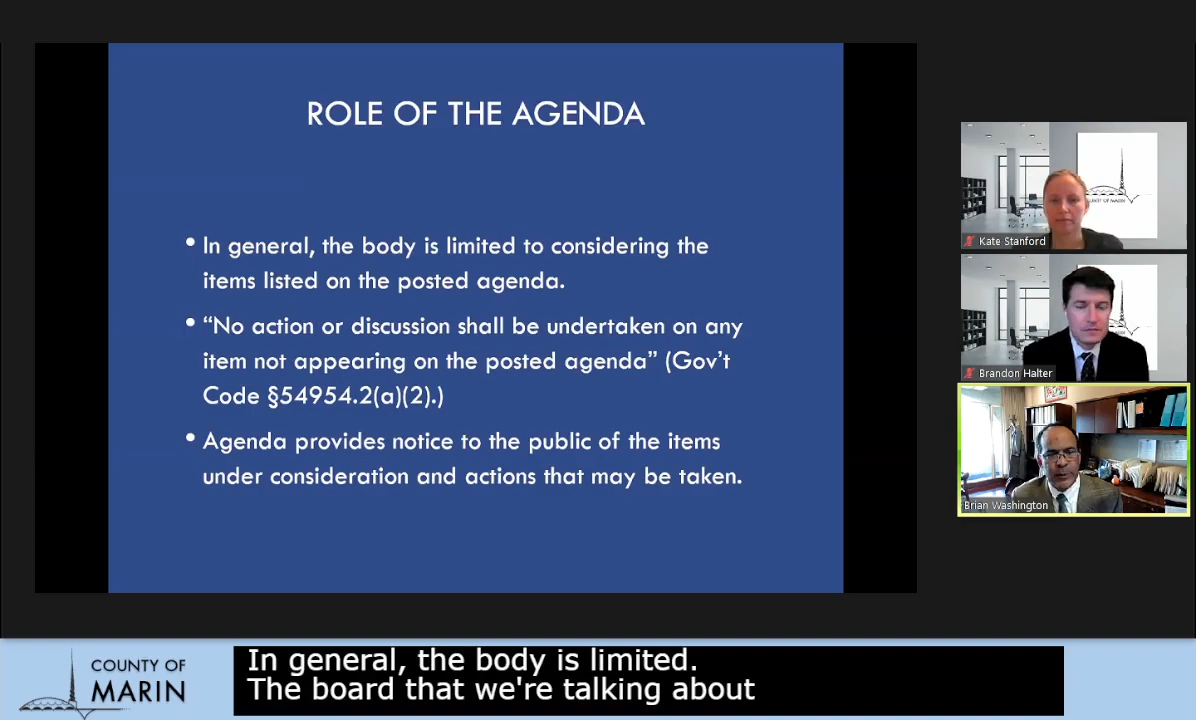 ROLE OF THE AGENDA
• In general, the body is limited to considering the
items listed on the posted agenda.
• “No action or discussion shall be undertaken on any
item not appearing on the posted agenda” (Gov’t
Code §54954.2(a)(2).)
• Agenda provides notice to the public of the items
under consideration and actions that may be taken.
Kate Stanford
Brandon Halter
Brian Washington
COUNTY OF
MARIN
In general, the body is limited.
The board that we're talking about